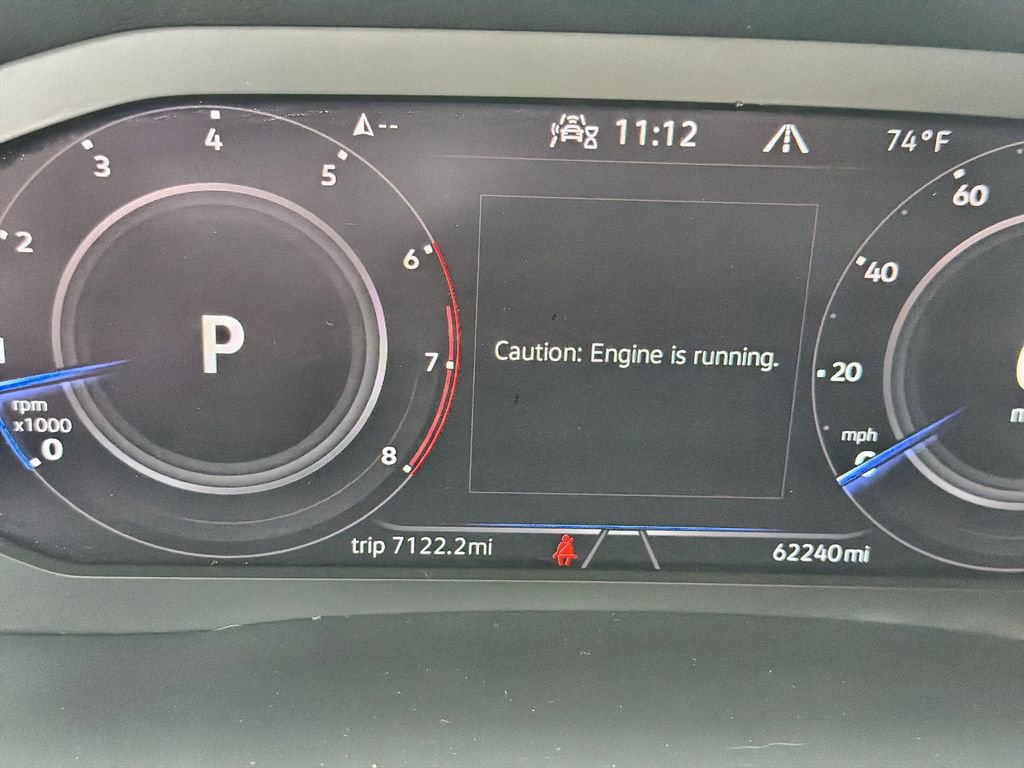 --
11:12
74°F
4
3
5
2
6
60
40
P
7
Caution: Engine is running.
20
rpm
x1000
0
8
mph
trip 7122.2mi
62240mi